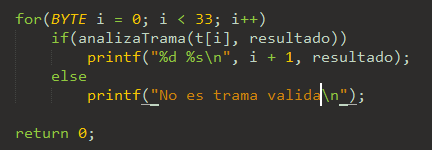 for(BYTE i = 0; i < 33; i++)
if(analizaTrama(t[i], resultado))
printf("%d %s\n", i + 1, resultado);
else
printf("No es trama valida\n");
return 0;